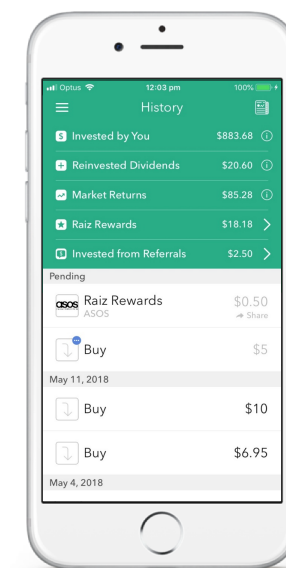 Optus 12:03 pm 100%
History
Invested by You $883.68
Reinvested Dividends $20.60
Market Returns $85.28
Raiz Rewards $18.18
Invested from Referrals $2.50
Pending
asos Raiz Rewards $0.50
ASOS Share
Buy $5
May 11, 2018
Buy $10
Buy $6.95
May 4, 2018